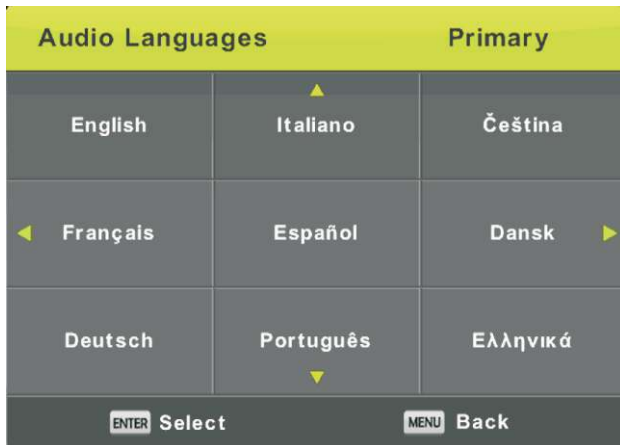 Audio Languages Primary
English Italiano Čeština
Français Español Dansk
Deutsch Português Ελληνικά
ENTER Select MENU Back